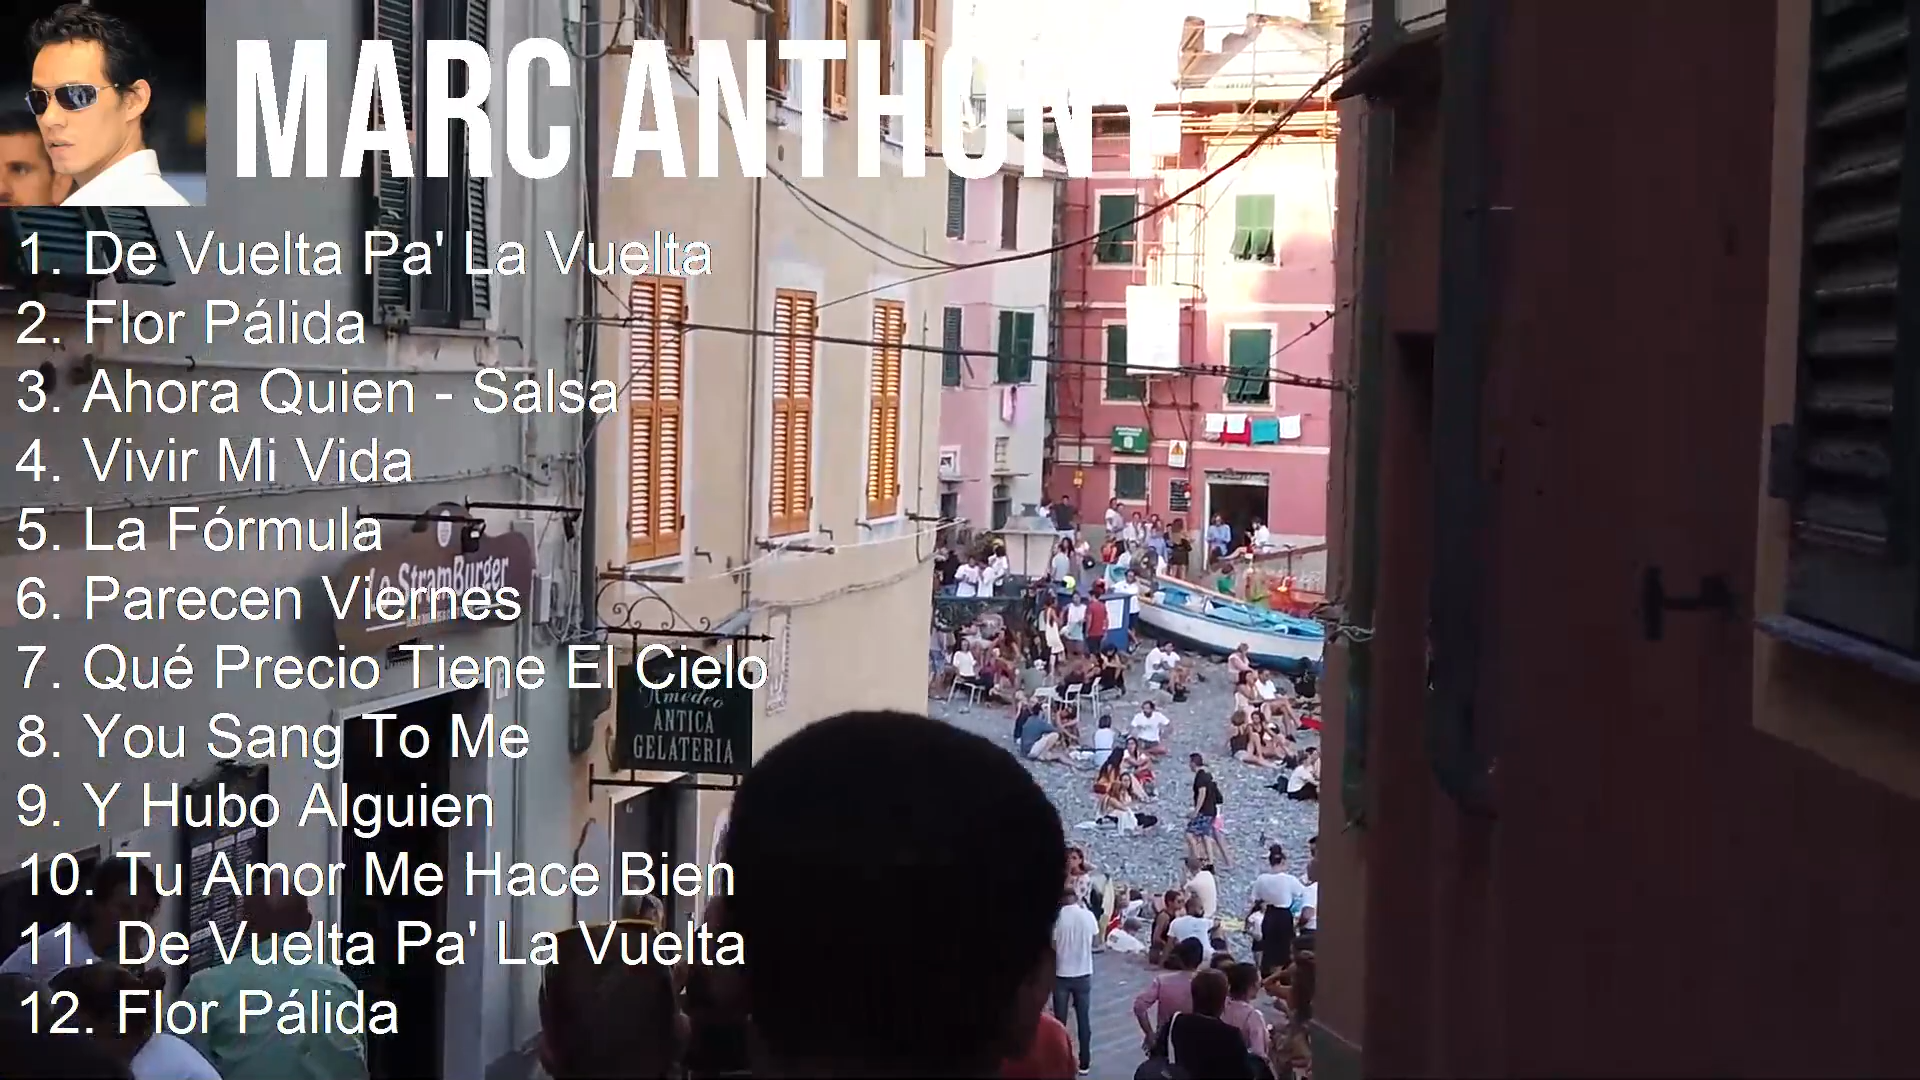 MARC ANTHONY
1. De Vuelta Pa' La Vuelta
2. Flor Pálida
3. Ahora Quien - Salsa
4. Vivir Mi Vida
5. La Fórmula
La StramBurger
6. Parecen Viernes
7. Qué Precio Tiene El Cielo
Amedeo
ANTICA
GELATERIA
8. You Sang To Me
9. Y Hubo Alguien
10. Tu Amor Me Hace Bien
11. De Vuelta Pa' La Vuelta
12. Flor Pálida